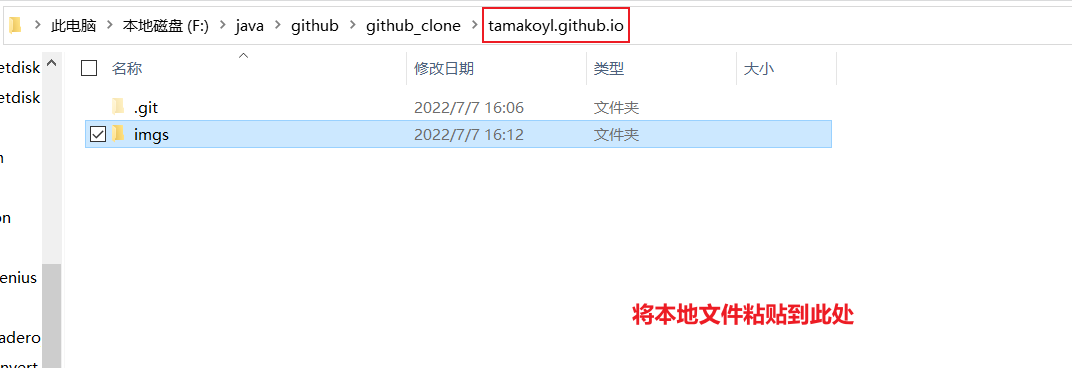 此电脑 > 本地磁盘 (F:) > java > github > github_clone > tamakoyl.github.io
etdisk
名称 修改日期 类型 大小
etdisk
.git 2022/7/7 16:06 文件夹
imgs 2022/7/7 16:12 文件夹
on
enius
将本地文件粘贴到此处
adero
nvert